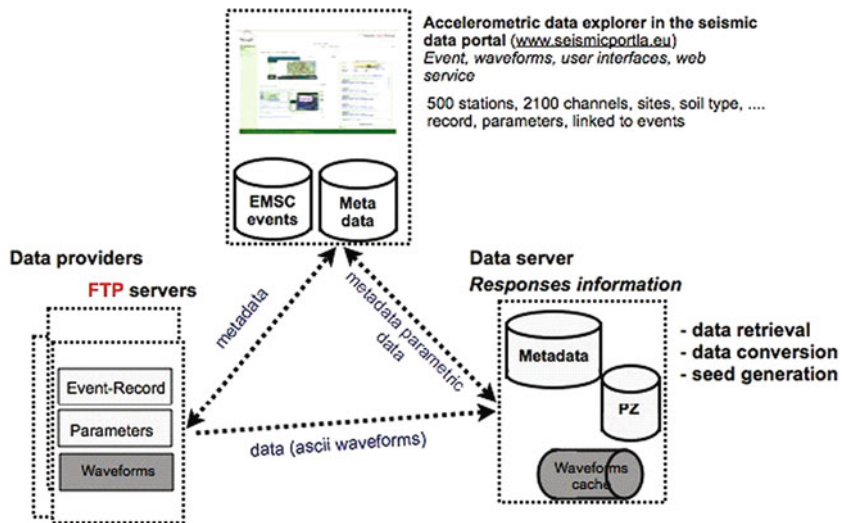 Accelerometric data explorer in the seismic
data portal (www.seismicportla.eu)
Event, waveforms, user interfaces, web
service
500 stations, 2100 channels, sites, soil type, ....
record, parameters, linked to events
EMSC
events
Meta
data
Data providers
FTP servers
Data server
Responses information
metadata
metadata parametric
data
Event-Record
Parameters
Waveforms
data (ascii waveforms)
Metadata
PZ
Waveforms
cache
- data retrieval
- data conversion
- seed generation